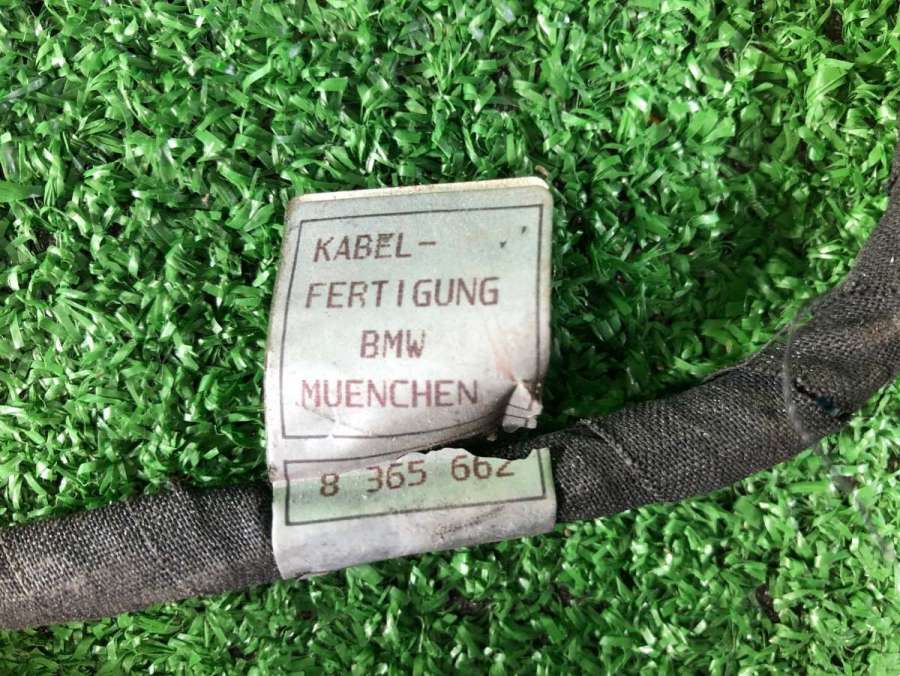 KABEL-
FERTIGUNG
BMW
MUENCHEN
8 365 662